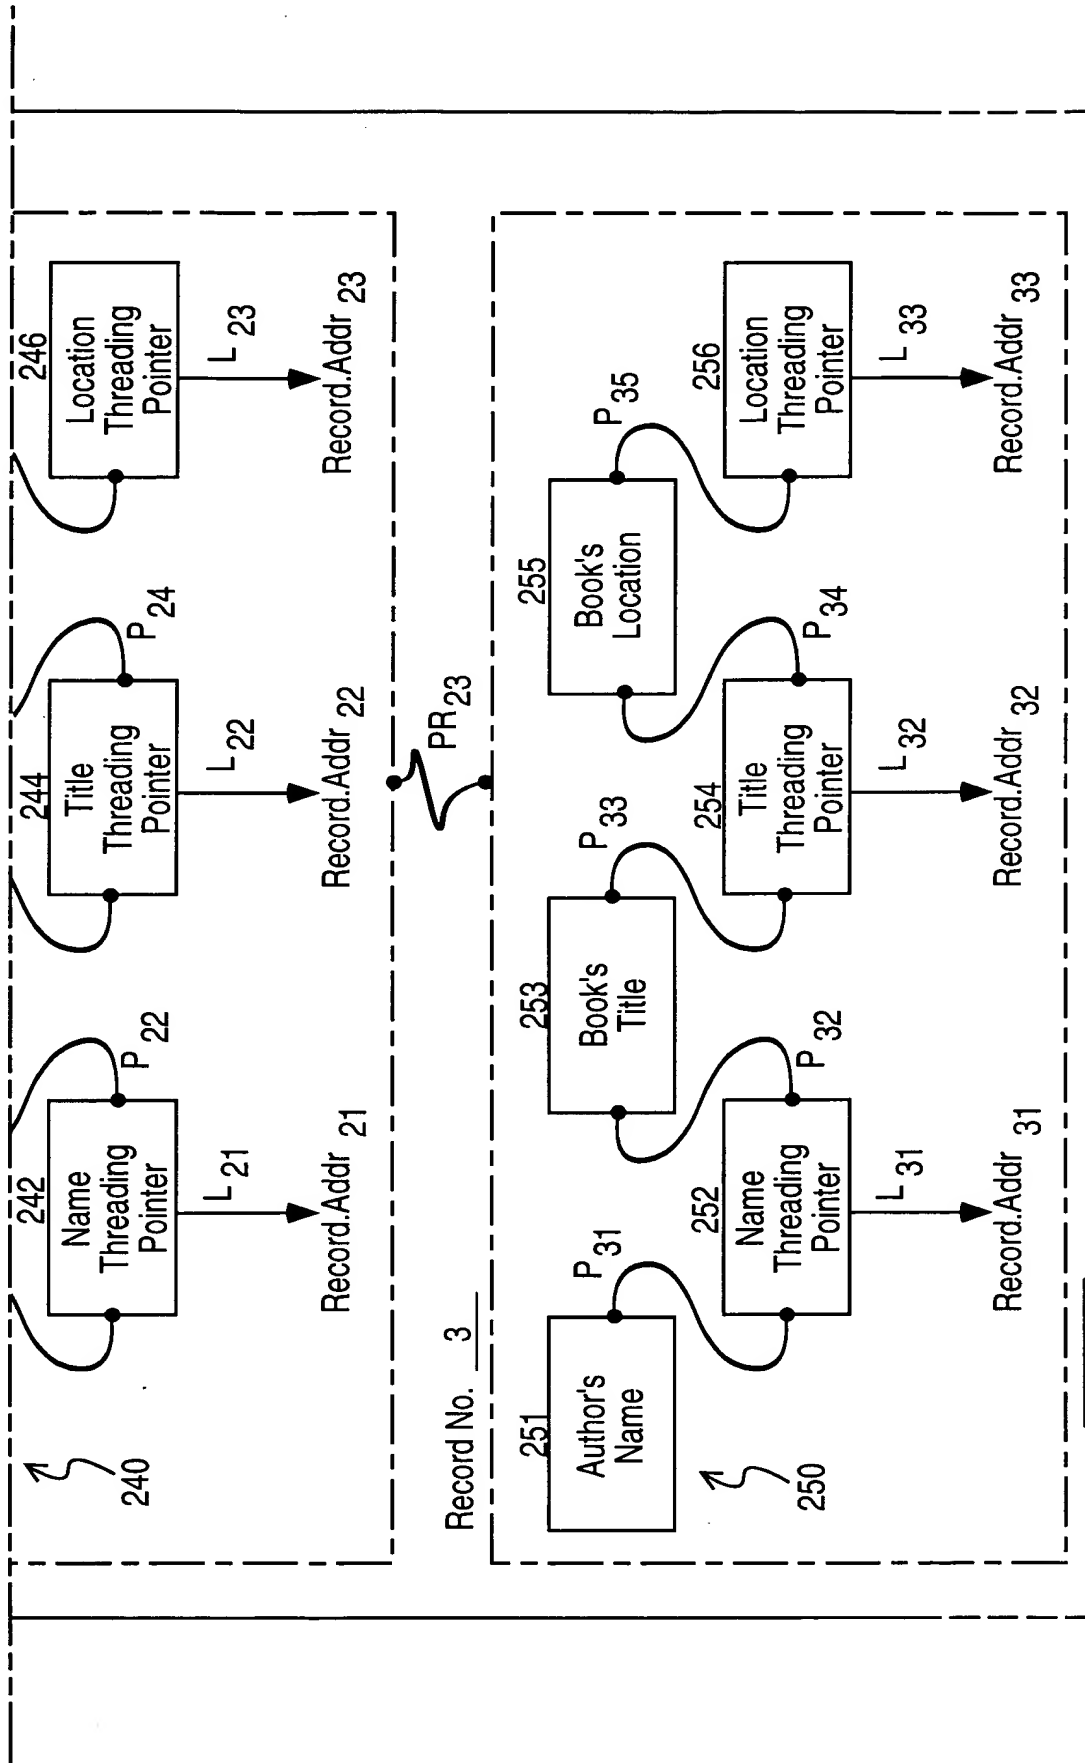 242
Name
Threading
Pointer
P 22
244
Title
Threading
Pointer
P 24
246
Location
Threading
Pointer
240
L 21
L 22
L 23
Record.Addr 21
Record.Addr 22
Record.Addr 23
PR 23
Record No. 3
251
Author's
Name
P 31
253
Book's
Title
P 33
255
Book's
Location
P 35
252
Name
Threading
Pointer
P 32
254
Title
Threading
Pointer
P 34
256
Location
Threading
Pointer
250
L 31
L 32
L 33
Record.Addr 31
Record.Addr 32
Record.Addr 33